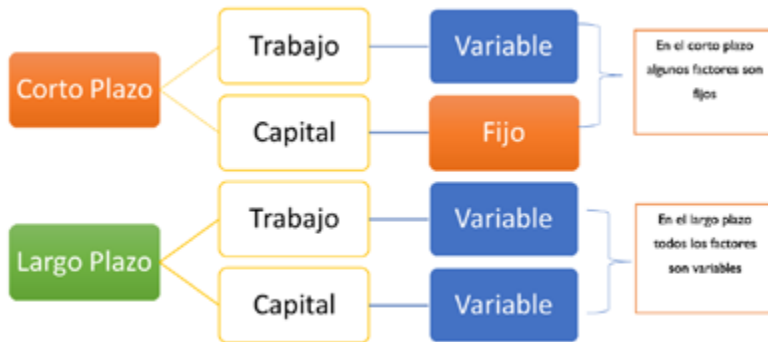 Corto Plazo
Trabajo
Variable
Capital
Fijo
En el corto plazo
algunos factores son
fijos
Largo Plazo
Trabajo
Variable
Capital
Variable
En el largo plazo
todos los factores
son variables